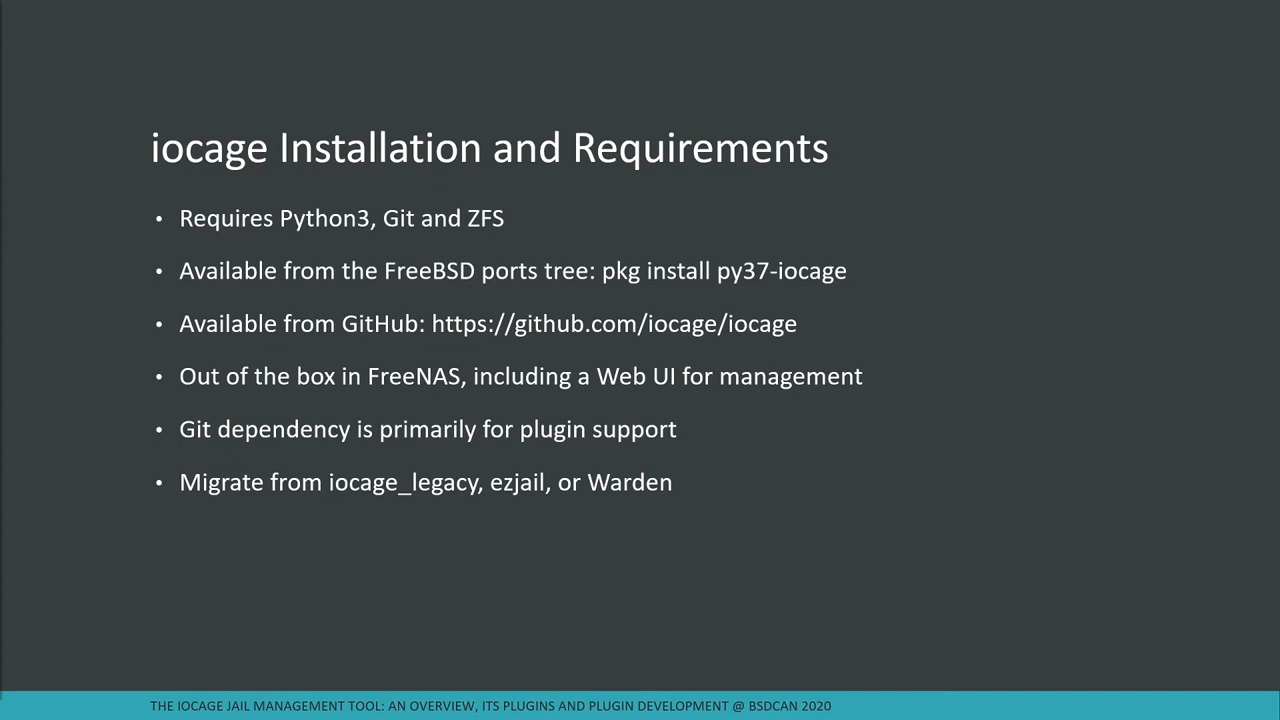 iocage Installation and Requirements
• Requires Python3, Git and ZFS
• Available from the FreeBSD ports tree: pkg install py37-iocage
• Available from GitHub: https://github.com/iocage/iocage
• Out of the box in FreeNAS, including a Web UI for management
• Git dependency is primarily for plugin support
• Migrate from iocage_legacy, ezjail, or Warden
THE IOCAGE JAIL MANAGEMENT TOOL: AN OVERVIEW, ITS PLUGINS AND PLUGIN DEVELOPMENT @ BSDCAN 2020